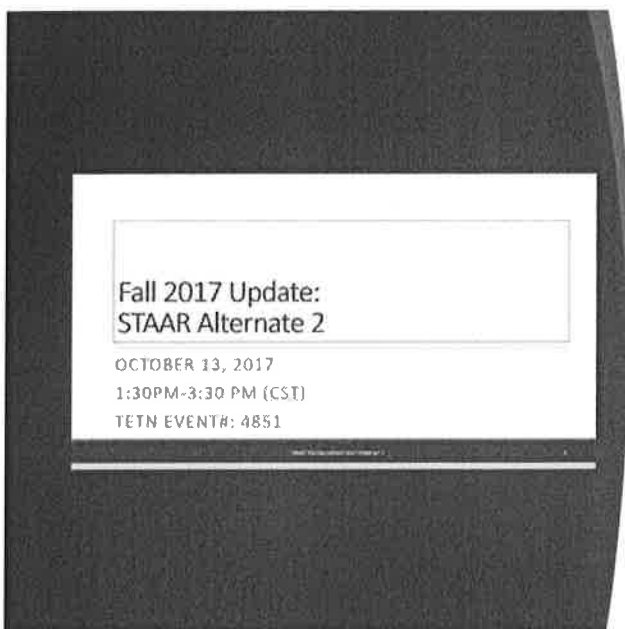 Fall 2017 Update:
STAAR Alternate 2
OCTOBER 13, 2017
1:30PM-3:30 PM (CST)
TETN EVENT#: 4851